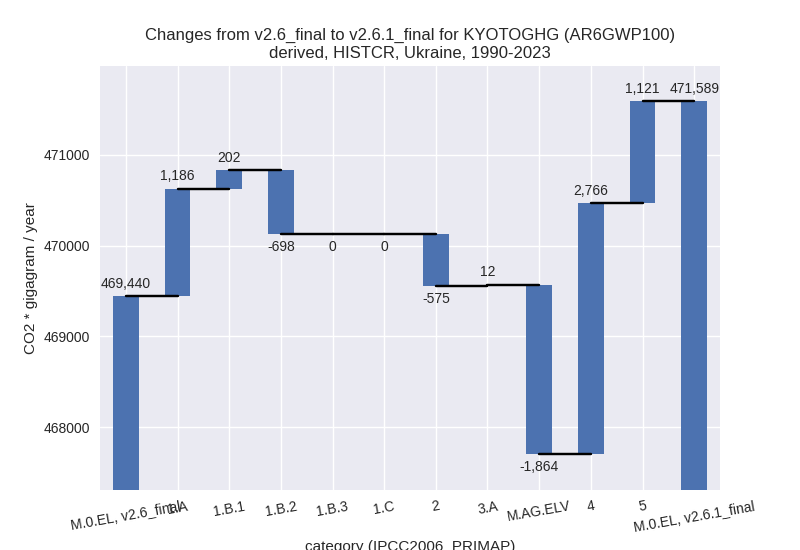 Changes from v2.6_final to v2.6.1_final for KYOTOGHG (AR6GWP100)
derived, HISTCR, Ukraine, 1990-2023
CO2 * gigagram / year
471000
470000
469000
468000
469,440
1,186
202
-698
0
0
-575
12
-1,864
2,766
1,121
471,589
M.0.EL, v2.6_final
1.A
1.B.1
1.B.2
1.B.3
1.C
2
3.A
M.AG.ELV
4
5
M.0.EL, v2.6.1_final
category (IPCC2006_PRIMAP)